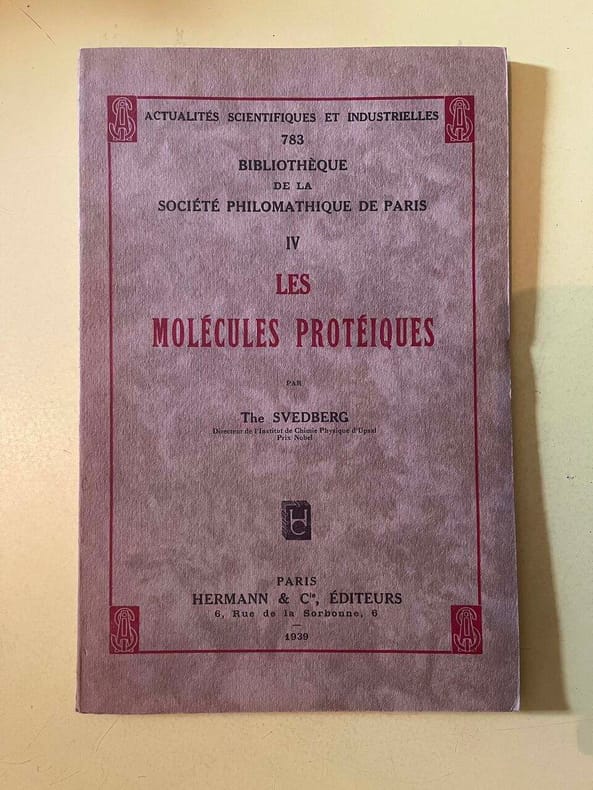 ACTUALITÉS SCIENTIFIQUES ET INDUSTRIELLES
783
BIBLIOTHÈQUE
DE LA
SOCIÉTÉ PHILOMATHIQUE DE PARIS
IV
LES
MOLÉCULES PROTÉIQUES
PAR
The SVEDBERG
Directeur de l'Institut de Chimie Physique d'Upsal
Prix Nobel
HC
PARIS
HERMANN & Cie, ÉDITEURS
6, Rue de la Sorbonne, 6
1939